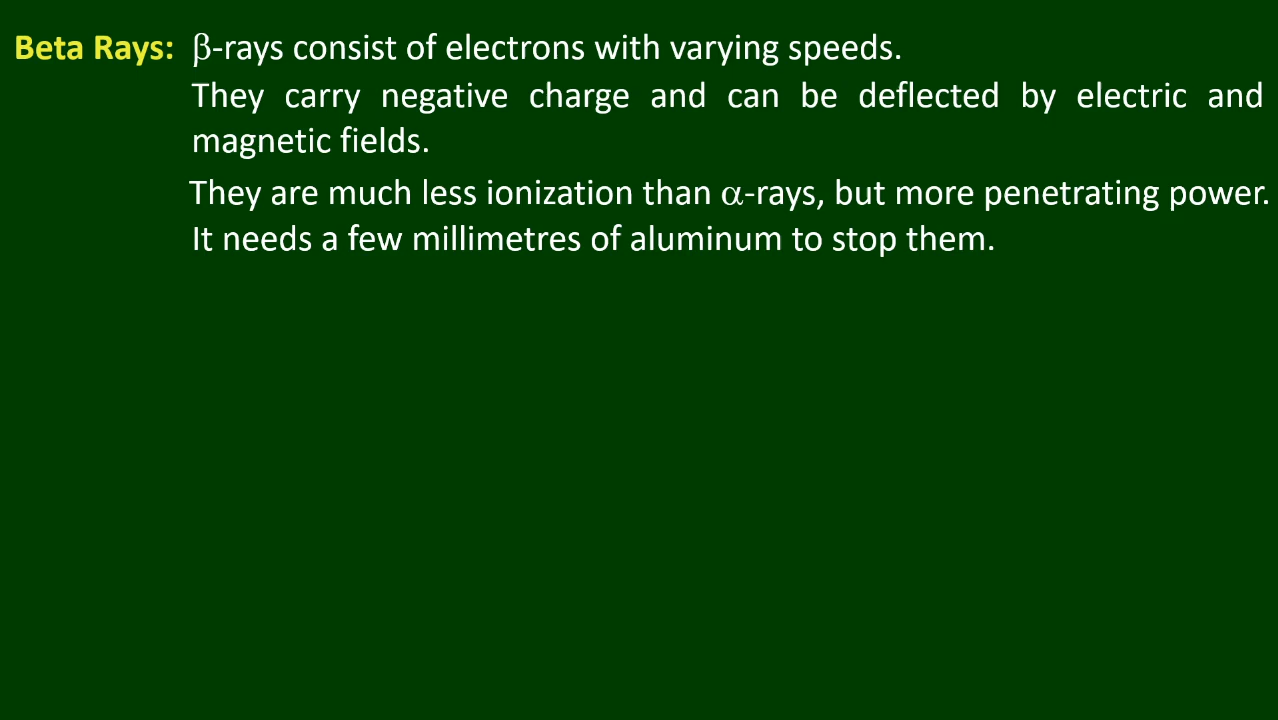 Beta Rays: β-rays consist of electrons with varying speeds.
They carry negative charge and can be deflected by electric and
magnetic fields.
They are much less ionization than α-rays, but more penetrating power.
It needs a few millimetres of aluminum to stop them.